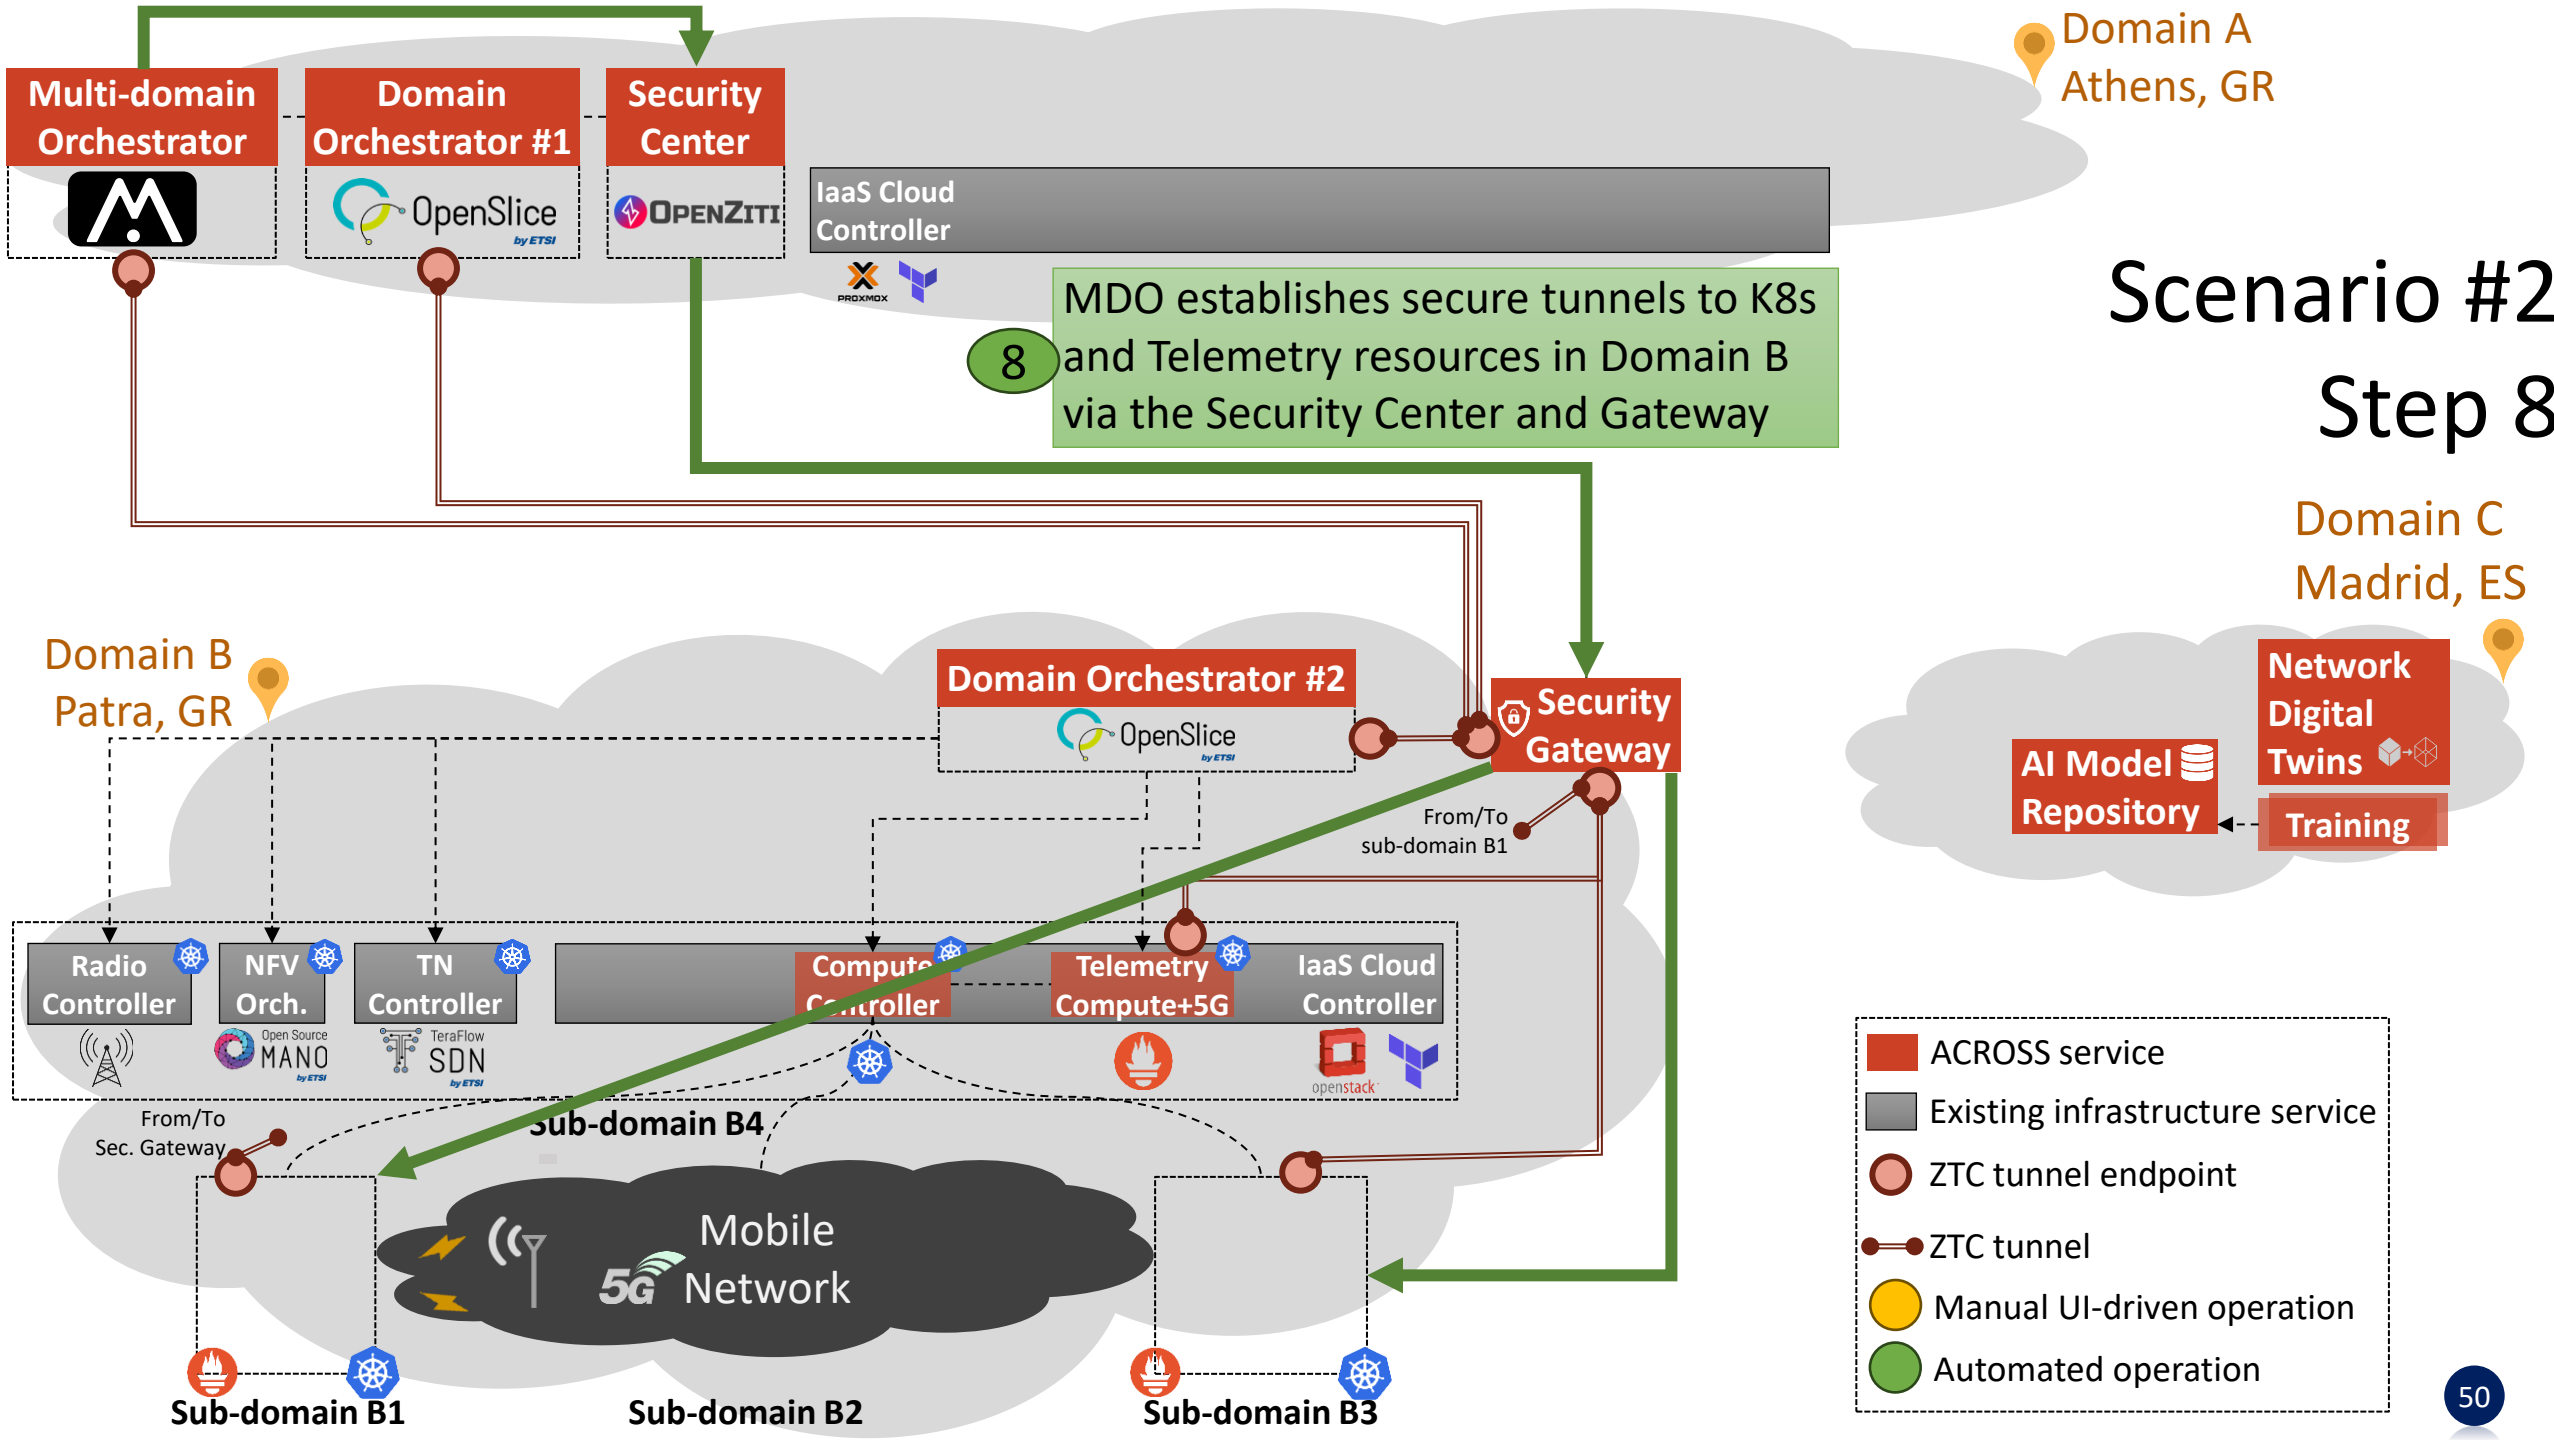 Domain A
Athens, GR
Multi-domain
Orchestrator
Domain
Orchestrator #1
Security
Center
OpenSlice
by ETSI
OPENZITI
IaaS Cloud
Controller
PROXMOX
8
MDO establishes secure tunnels to K8s
and Telemetry resources in Domain B
via the Security Center and Gateway
Scenario #2
Step 8
Domain C
Madrid, ES
Network
Digital
Twins
AI Model
Repository
Training
Domain B
Patra, GR
Domain Orchestrator #2
OpenSlice
by ETSI
Security
Gateway
From/To
sub-domain B1
Radio
Controller
NFV
Orch.
TN
Controller
Compute
Controller
Telemetry
Compute+5G
IaaS Cloud
Controller
Open Source
MANO
by ETSI
TeraFlow
SDN
by ETSI
openstack
From/To
Sec. Gateway
Sub-domain B4
Mobile
Network
5G
Sub-domain B1
Sub-domain B2
Sub-domain B3
ACROSS service
Existing infrastructure service
ZTC tunnel endpoint
ZTC tunnel
Manual UI-driven operation
Automated operation
50